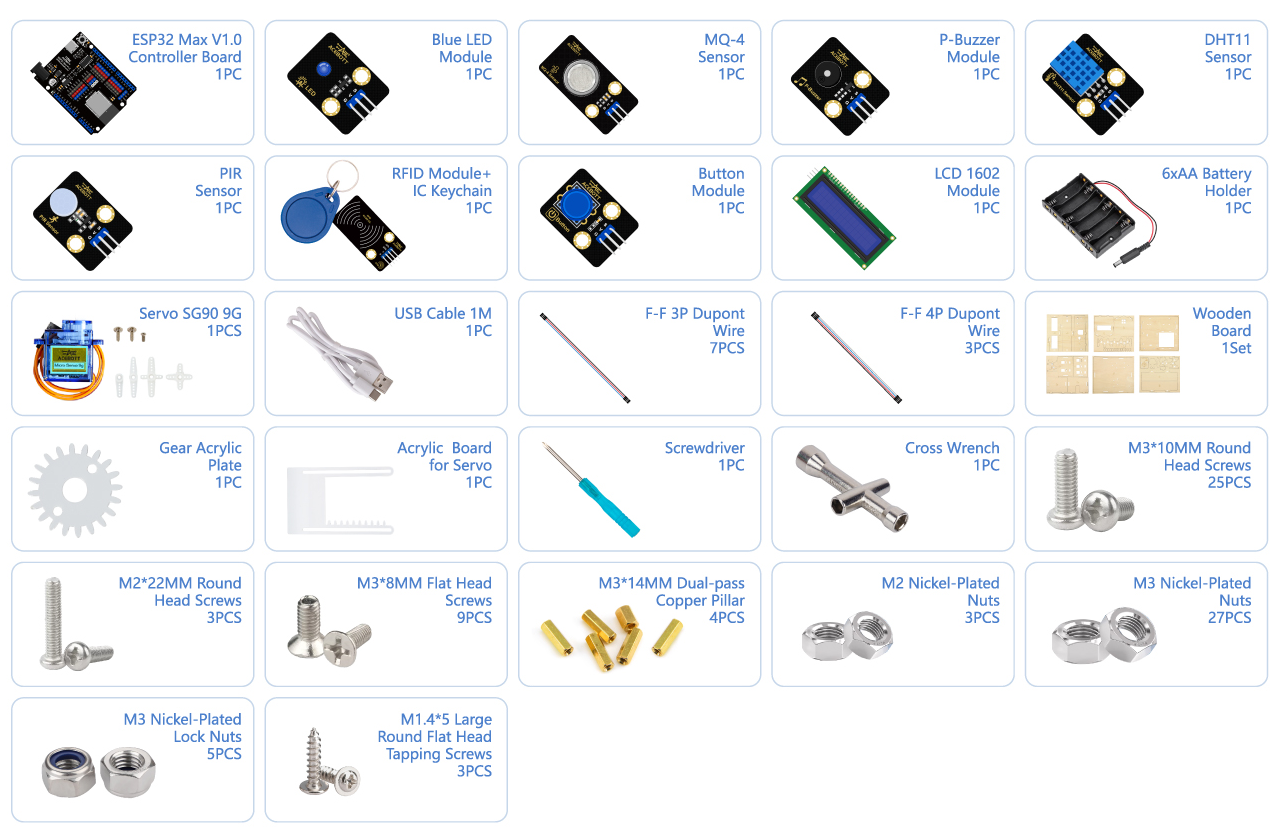 ESP32 Max V1.0
Controller Board
1PC
Blue LED
Module
1PC
MQ-4
Sensor
1PC
P-Buzzer
Module
1PC
DHT11
Sensor
1PC
PIR
Sensor
1PC
RFID Module+
IC Keychain
1PC
Button
Module
1PC
LCD 1602
Module
1PC
6xAA Battery
Holder
1PC
Servo SG90 9G
1PCS
ACEBOTT
Micro Servo 9g
USB Cable 1M
1PC
F-F 3P Dupont
Wire
7PCS
F-F 4P Dupont
Wire
3PCS
Wooden
Board
1Set
Gear Acrylic
Plate
1PC
Acrylic Board
for Servo
1PC
Screwdriver
1PC
Cross Wrench
1PC
M3*10MM Round
Head Screws
25PCS
M2*22MM Round
Head Screws
3PCS
M3*8MM Flat Head
Screws
9PCS
M3*14MM Dual-pass
Copper Pillar
4PCS
M2 Nickel-Plated
Nuts
3PCS
M3 Nickel-Plated
Nuts
27PCS
M3 Nickel-Plated
Lock Nuts
5PCS
M1.4*5 Large
Round Flat Head
Tapping Screws
3PCS